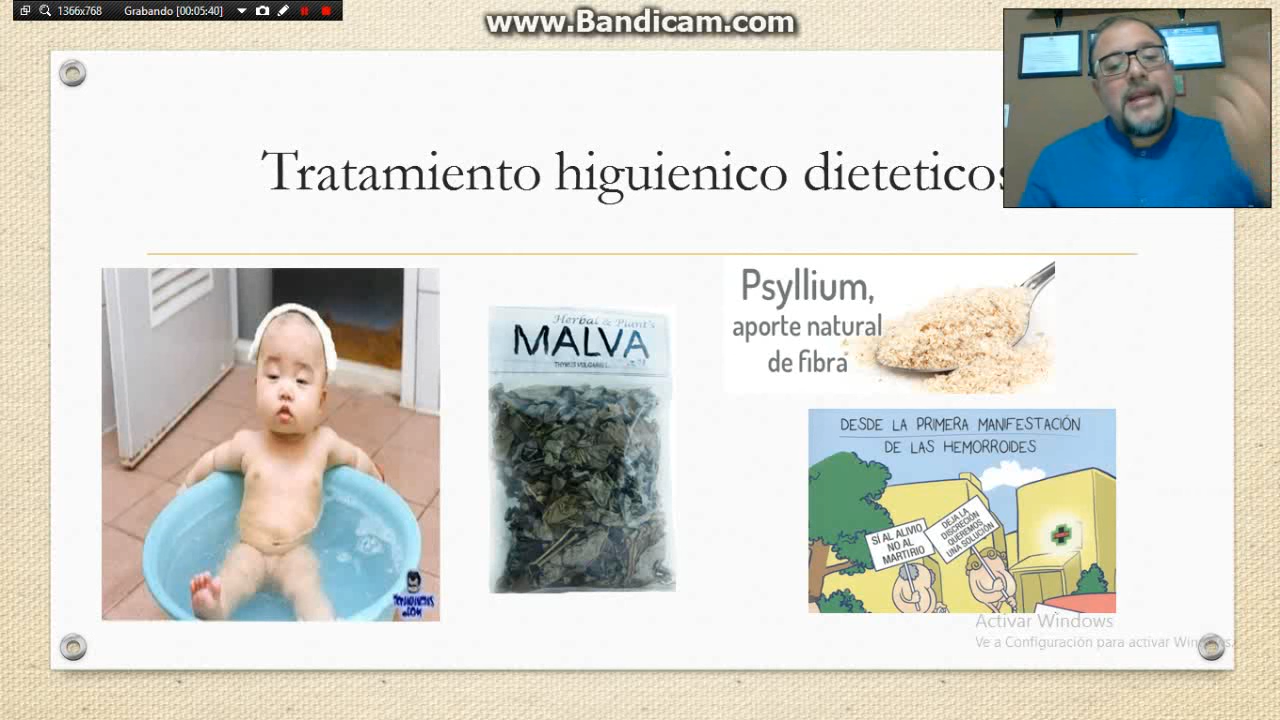 1366x768 Grabando [00:05:40]
www.Bandicam.com
Tratamiento higuienico dieteticos
Herbal & Plant's
MALVA
THYMUS VULGARIS L.
Psyllium,
aporte natural
de fibra
DESDE LA PRIMERA MANIFESTACIÓN
DE LAS HEMORROIDES
SÍ AL ALIVIO,
NO AL
MARTIRIO
DEJA LA
DISCRECIÓN
QUEREMOS
UNA SOLUCIÓN
Activar Windows
Ve a Configuración para activar Windows.